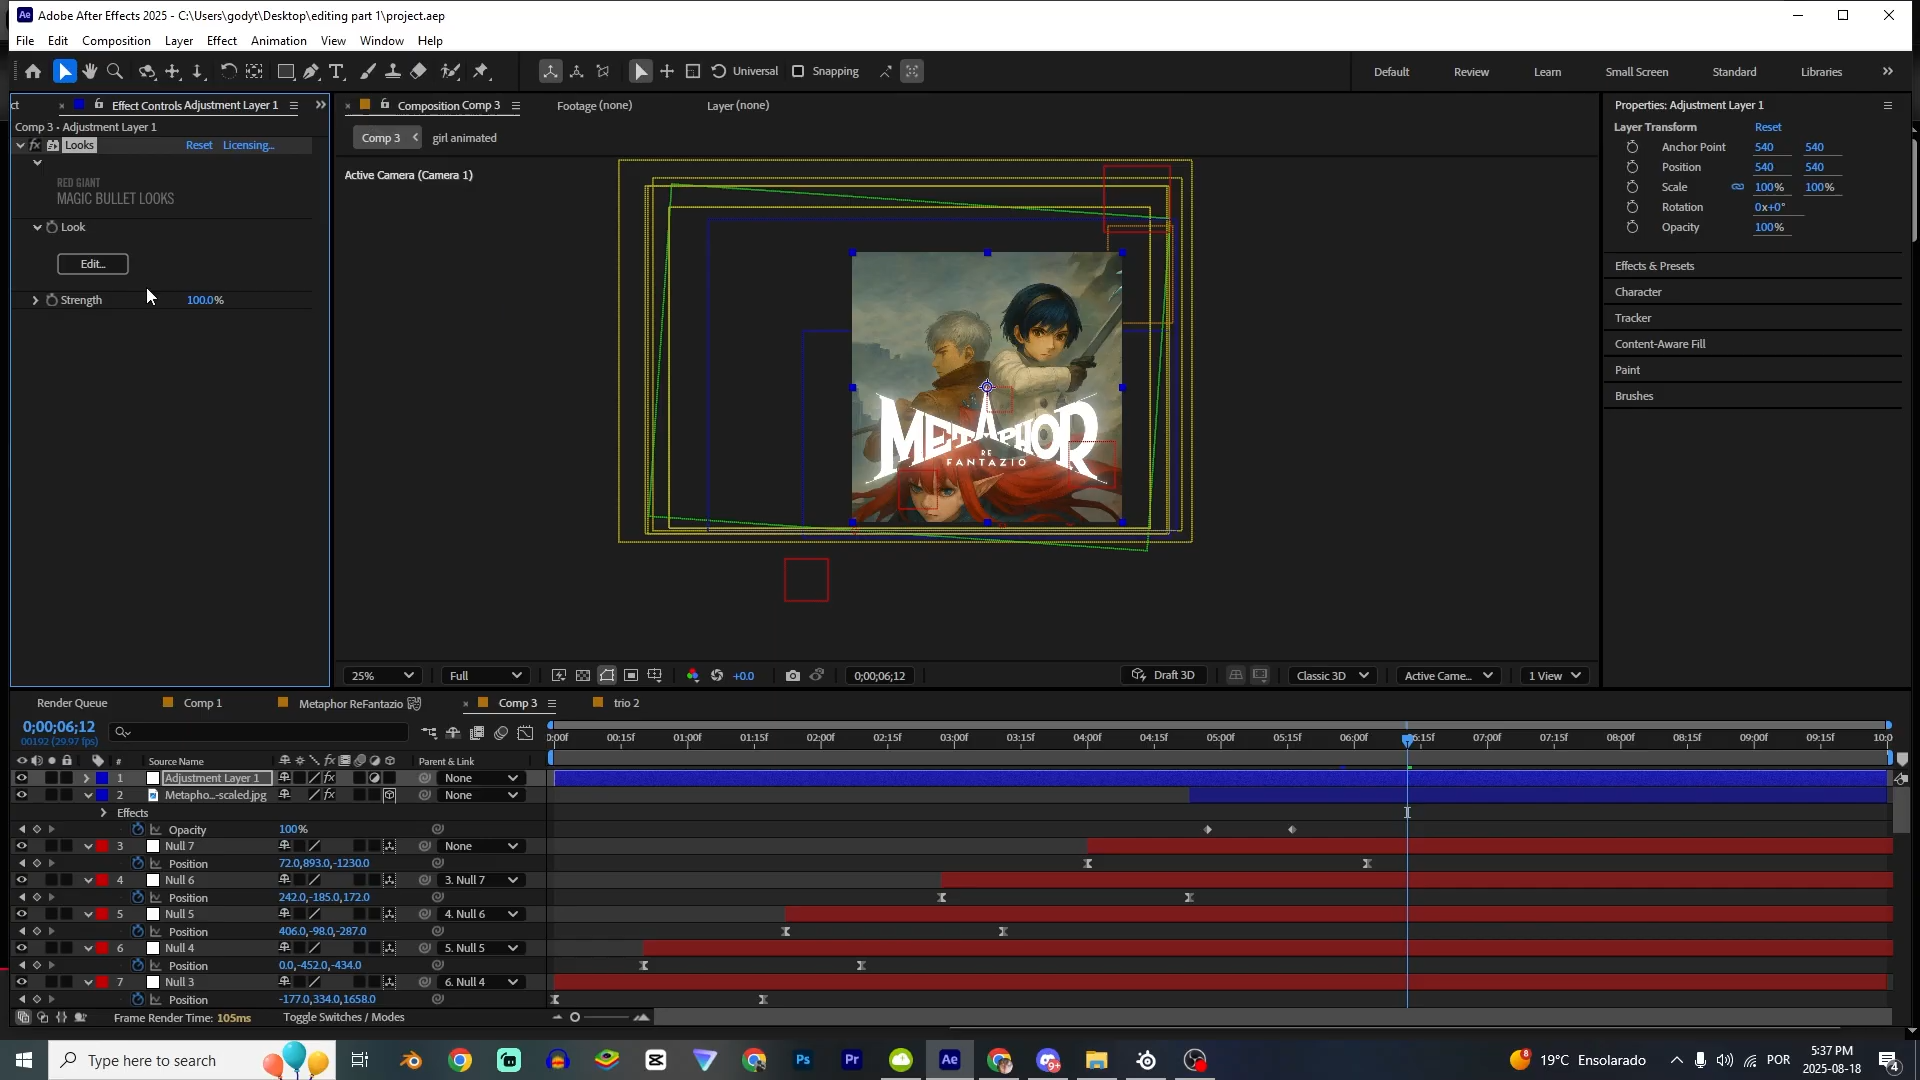 Adobe After Effects 2025 - C:\Users\godyt\Desktop\editing part 1\project.aep
File Edit Composition Layer Effect Animation View Window Help
Universal Snapping Default Review Learn Small Screen Standard Libraries
ct Effect Controls Adjustment Layer 1
Comp 3 • Adjustment Layer 1
fx Looks Reset Licensing...
RED GIANT
MAGIC BULLET LOOKS
Look
Edit...
Strength 100.0%
Composition Comp 3 Footage (none) Layer (none)
Comp 3 girl animated
Active Camera (Camera 1)
METAPHOR
RE
FANTAZIO
25% Full +0.0 0;00;06;12 Draft 3D Classic 3D Active Came... 1 View
Properties: Adjustment Layer 1
Layer Transform Reset
Anchor Point 540 540
Position 540 540
Scale 100% 100%
Rotation 0x+0°
Opacity 100%
Effects & Presets
Character
Tracker
Content-Aware Fill
Paint
Brushes
Render Queue Comp 1 Metaphor ReFantazio Comp 3 trio 2
0;00;06;12
00192 (29.97 fps)
0:00f 00:15f 01:00f 01:15f 02:00f 02:15f 03:00f 03:15f 04:00f 04:15f 05:00f 05:15f 06:00f 06:15f 07:00f 07:15f 08:00f 08:15f 09:00f 09:15f 10:0
# Source Name fx Parent & Link
1 Adjustment Layer 1 fx None
2 Metapho...-scaled.jpg fx None
Effects
Opacity 100%
3 Null 7 None
Position 72.0,893.0,-1230.0
4 Null 6 3. Null 7
Position 242.0,-185.0,172.0
5 Null 5 4. Null 6
Position 406.0,-98.0,-287.0
6 Null 4 5. Null 5
Position 0.0,-452.0,-434.0
7 Null 3 6. Null 4
Position -177.0,334.0,1658.0
Frame Render Time: 105ms Toggle Switches / Modes
Type here to search Ps Pr Ae 9+ 8 19°C Ensolarado POR 5:37 PM
2025-08-18 4